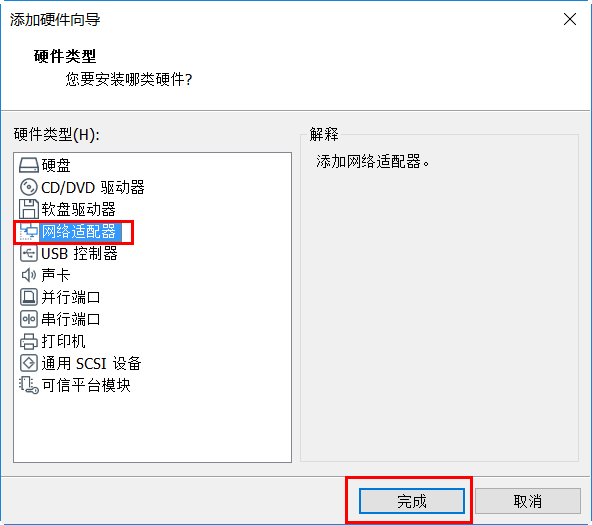 添加硬件向导
硬件类型
您要安装哪类硬件?
硬件类型(H):
硬盘
CD/DVD 驱动器
软盘驱动器
网络适配器
USB 控制器
声卡
并行端口
串行端口
打印机
通用 SCSI 设备
可信平台模块
解释
添加网络适配器。
完成
取消